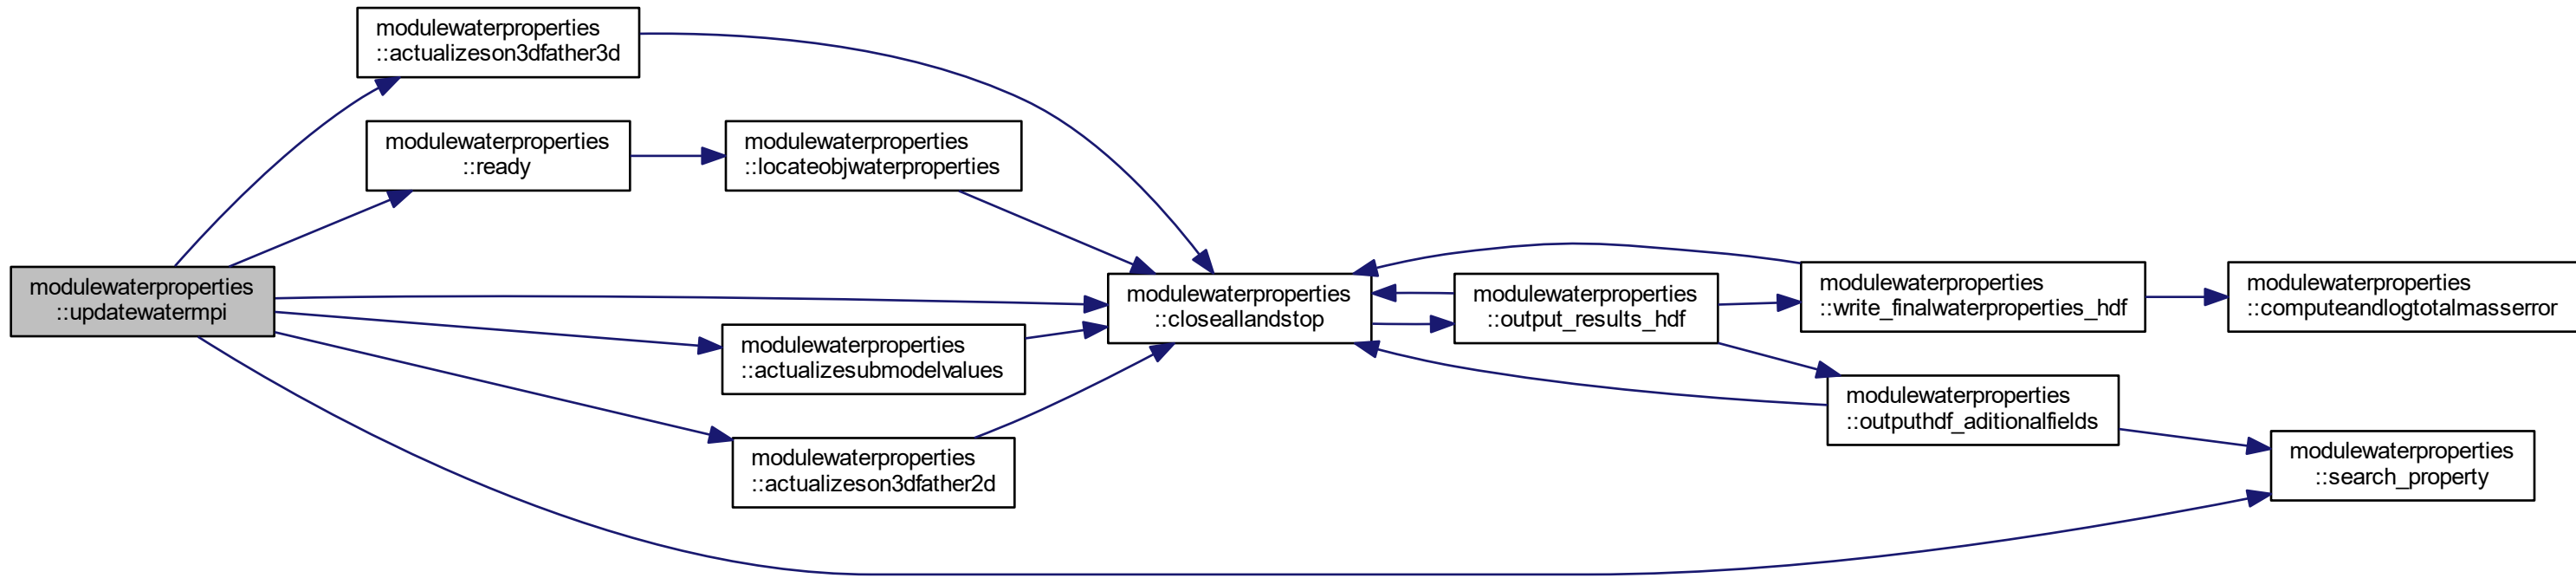 modulewaterproperties
::actualizeson3dfather3d
modulewaterproperties
::ready
modulewaterproperties
::locateobjwaterproperties
modulewaterproperties
::updatewatermpi
modulewaterproperties
::closeallandstop
modulewaterproperties
::output_results_hdf
modulewaterproperties
::write_finalwaterproperties_hdf
modulewaterproperties
::computeandlogtotalmasserror
modulewaterproperties
::actualizesubmodelvalues
modulewaterproperties
::outputhdf_aditionalfields
modulewaterproperties
::actualizeson3dfather2d
modulewaterproperties
::search_property